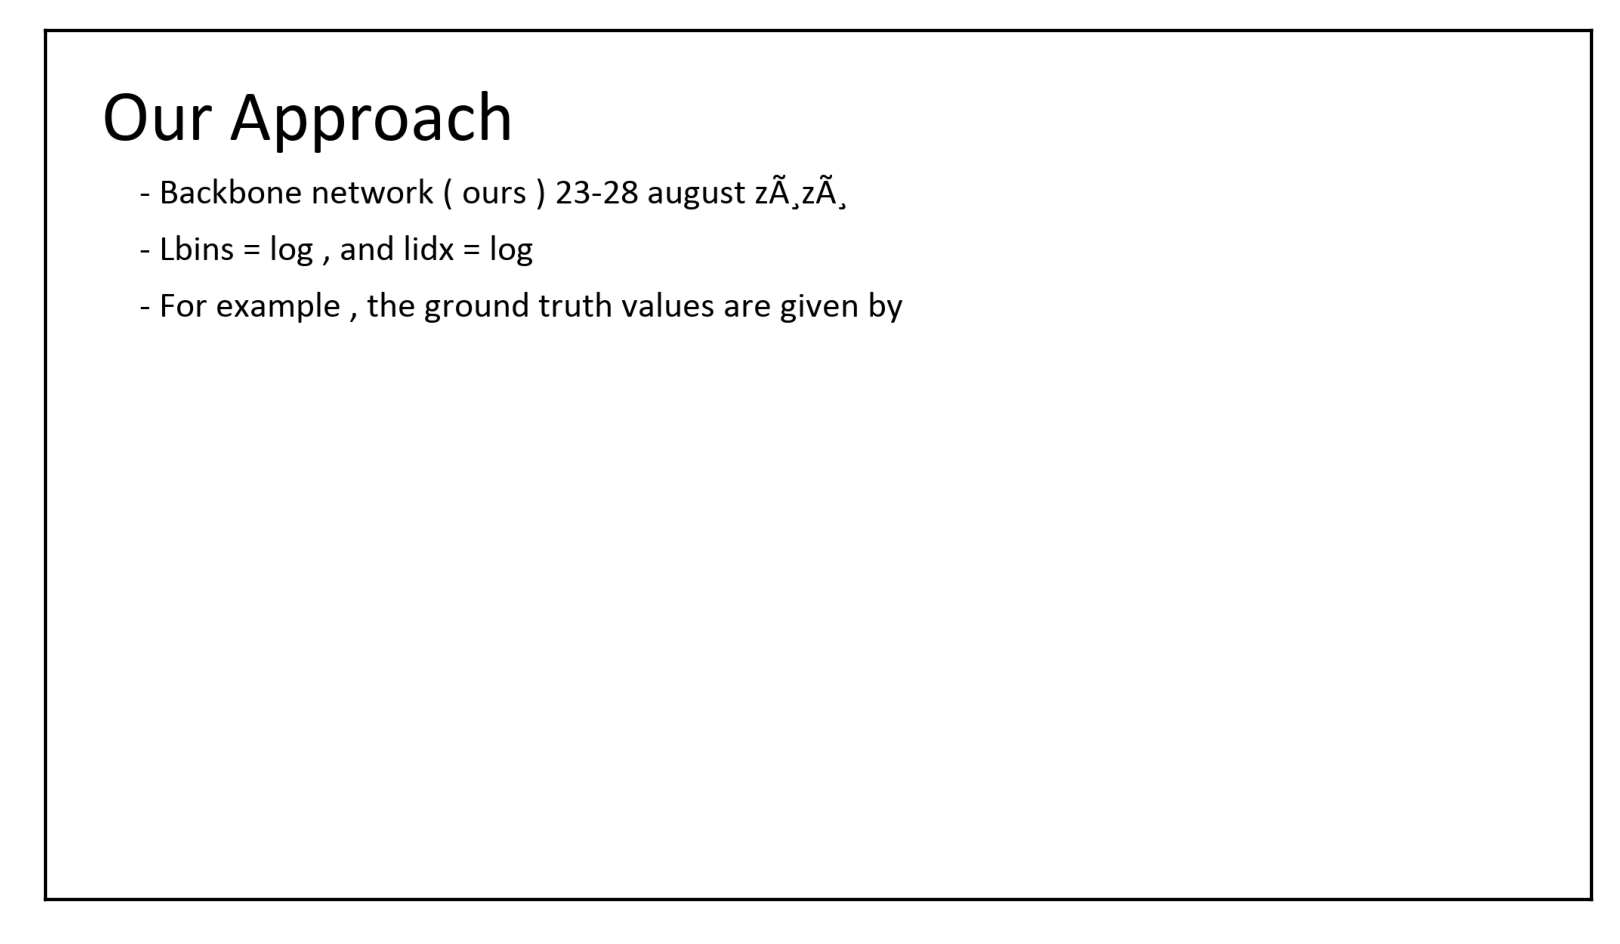 Our Approach
- Backbone network ( ours ) 23-28 august zÃ¸zÃ¸
- Lbins = log , and lidx = log
- For example , the ground truth values are given by